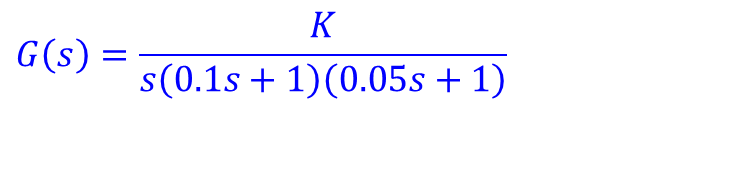 G(s) = K / s(0.1s + 1)(0.05s + 1)